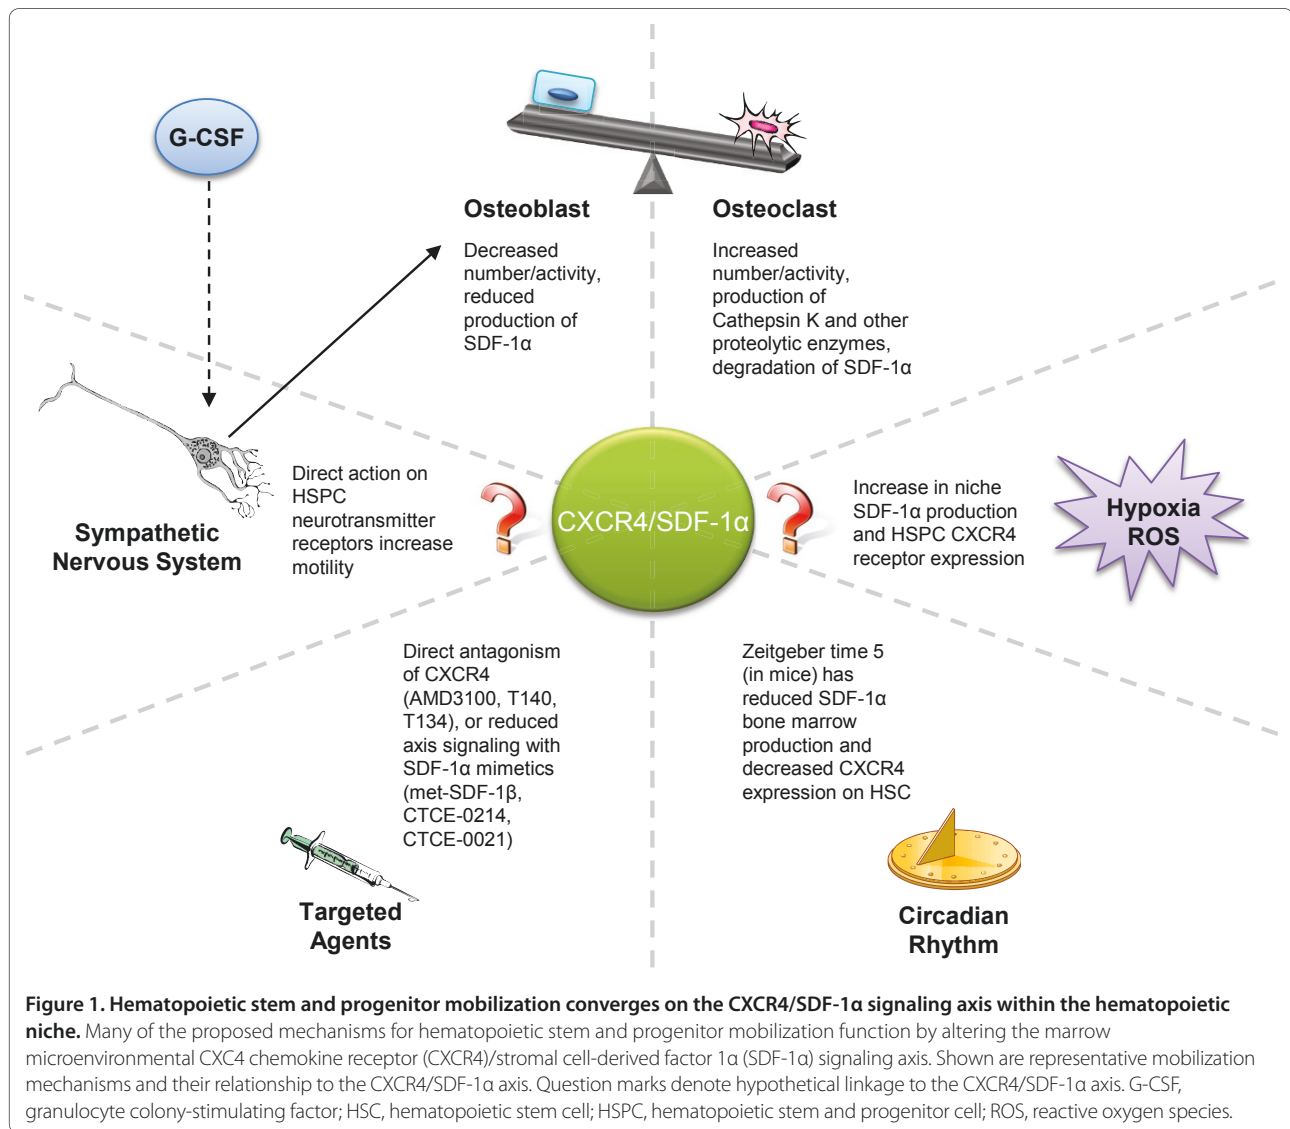 G-CSF
Osteoblast
Decreased
number/activity,
reduced
production of
SDF-1α
Osteoclast
Increased
number/activity,
production of
Cathepsin K and other
proteolytic enzymes,
degradation of SDF-1α
Sympathetic
Nervous System
Direct action on
HSPC
neurotransmitter
receptors increase
motility
?
CXCR4/SDF-1α
?
Increase in niche
SDF-1α production
and HSPC CXCR4
receptor expression
Hypoxia
ROS
Direct antagonism
of CXCR4
(AMD3100, T140,
T134), or reduced
axis signaling with
SDF-1α mimetics
(met-SDF-1β,
CTCE-0214,
CTCE-0021)
Targeted
Agents
Zeitgeber time 5
(in mice) has
reduced SDF-1α
bone marrow
production and
decreased CXCR4
expression on HSC
Circadian
Rhythm
Figure 1. Hematopoietic stem and progenitor mobilization converges on the CXCR4/SDF-1α signaling axis within the hematopoietic
niche. Many of the proposed mechanisms for hematopoietic stem and progenitor mobilization function by altering the marrow
microenvironmental CXC4 chemokine receptor (CXCR4)/stromal cell-derived factor 1α (SDF-1α) signaling axis. Shown are representative mobilization
mechanisms and their relationship to the CXCR4/SDF-1α axis. Question marks denote hypothetical linkage to the CXCR4/SDF-1α axis. G-CSF,
granulocyte colony-stimulating factor; HSC, hematopoietic stem cell; HSPC, hematopoietic stem and progenitor cell; ROS, reactive oxygen species.